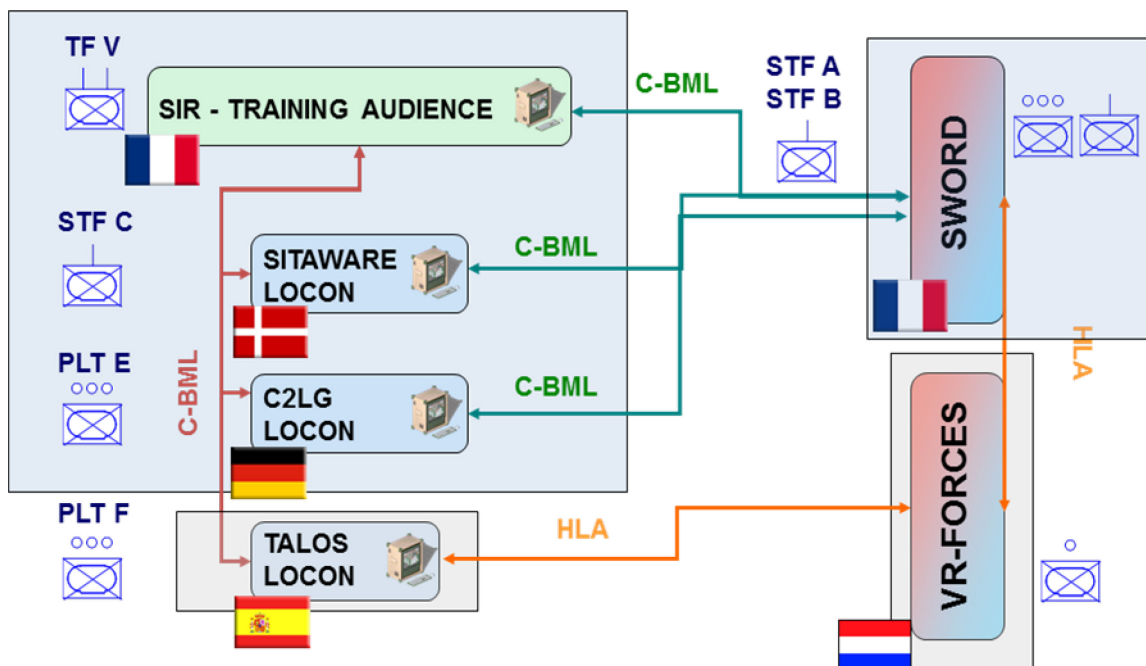 TF V
SIR - TRAINING AUDIENCE
C-BML
STF A
STF B
SWORD
STF C
SITAWARE
LOCON
C-BML
HLA
PLT E
C-BML
C2LG
LOCON
C-BML
PLT F
TALOS
LOCON
HLA
VR-FORCES